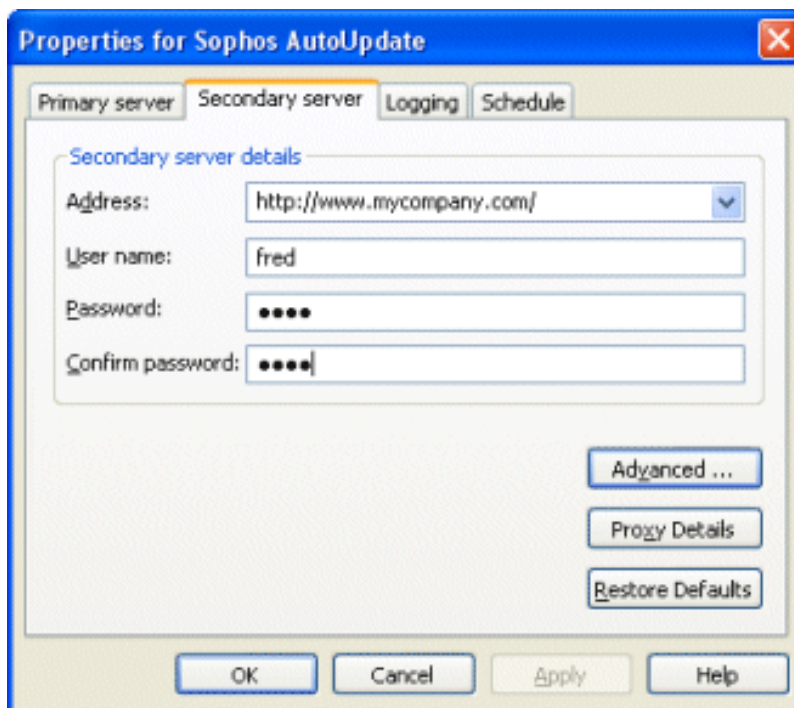 Properties for Sophos AutoUpdate
Primary server Secondary server Logging Schedule
Secondary server details
Address: http://www.mycompany.com/
User name: fred
Password: ••••
Confirm password: ••••
Advanced ...
Proxy Details
Restore Defaults
OK Cancel Apply Help